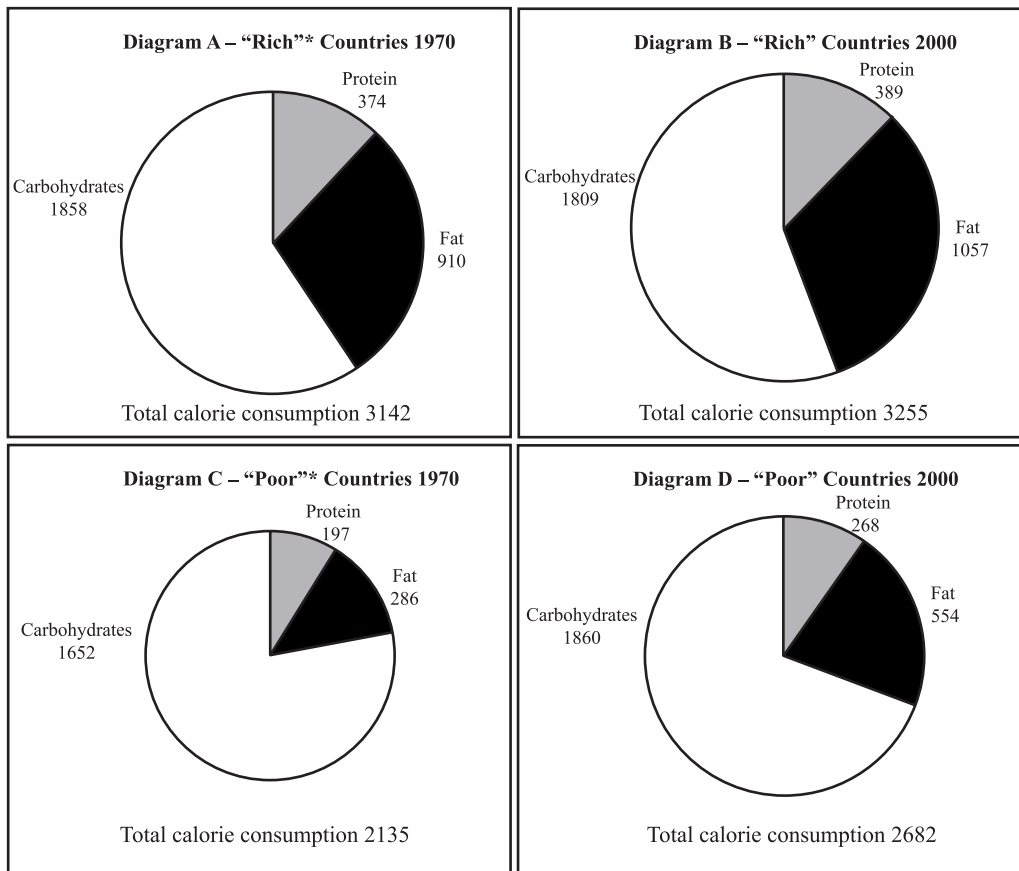 Diagram A – “Rich”* Countries 1970
Protein
374
Carbohydrates
1858
Fat
910
Total calorie consumption 3142
Diagram B – “Rich” Countries 2000
Protein
389
Carbohydrates
1809
Fat
1057
Total calorie consumption 3255
Diagram C – “Poor”* Countries 1970
Protein
197
Fat
286
Carbohydrates
1652
Total calorie consumption 2135
Diagram D – “Poor” Countries 2000
Protein
268
Fat
554
Carbohydrates
1860
Total calorie consumption 2682